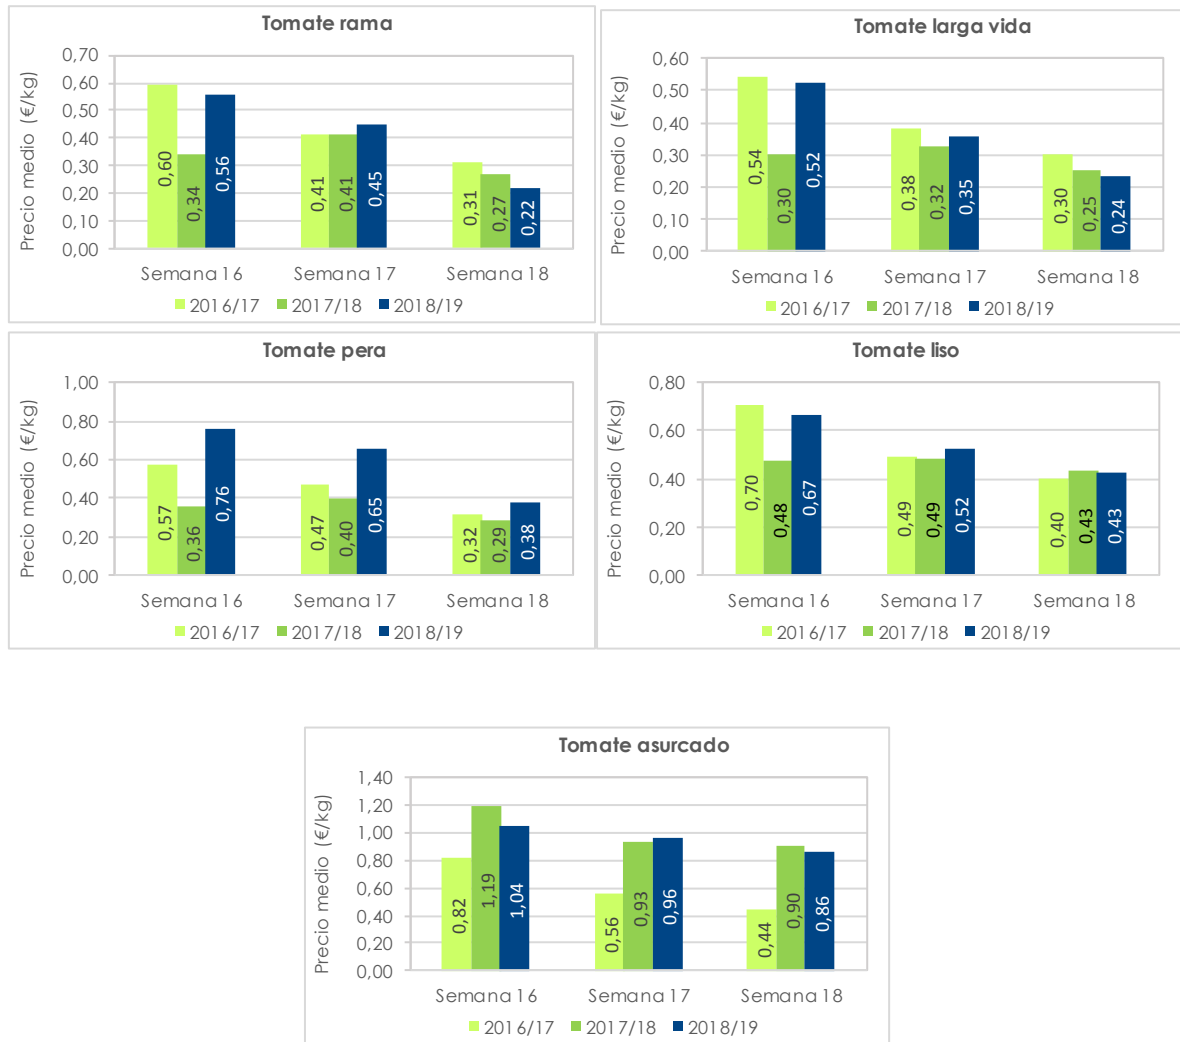 Tomate rama
Precio medio (€/kg)
0,70
0,60
0,50
0,40
0,30
0,20
0,10
0,00
0,60 0,34 0,56
0,41 0,41 0,45
0,31 0,27 0,22
Semana 16 Semana 17 Semana 18
2016/17 2017/18 2018/19
Tomate larga vida
Precio medio (€/kg)
0,60
0,50
0,40
0,30
0,20
0,10
0,00
0,54 0,30 0,52
0,38 0,32 0,35
0,30 0,25 0,24
Semana 16 Semana 17 Semana 18
2016/17 2017/18 2018/19
Tomate pera
Precio medio (€/kg)
1,00
0,80
0,60
0,40
0,20
0,00
0,57 0,36 0,76
0,47 0,40 0,65
0,32 0,29 0,38
Semana 16 Semana 17 Semana 18
2016/17 2017/18 2018/19
Tomate liso
Precio medio (€/kg)
0,80
0,60
0,40
0,20
0,00
0,70 0,48 0,67
0,49 0,49 0,52
0,40 0,43 0,43
Semana 16 Semana 17 Semana 18
2016/17 2017/18 2018/19
Tomate asurcado
Precio medio (€/kg)
1,40
1,20
1,00
0,80
0,60
0,40
0,20
0,00
0,82 1,19 1,04
0,56 0,93 0,96
0,44 0,90 0,86
Semana 16 Semana 17 Semana 18
2016/17 2017/18 2018/19